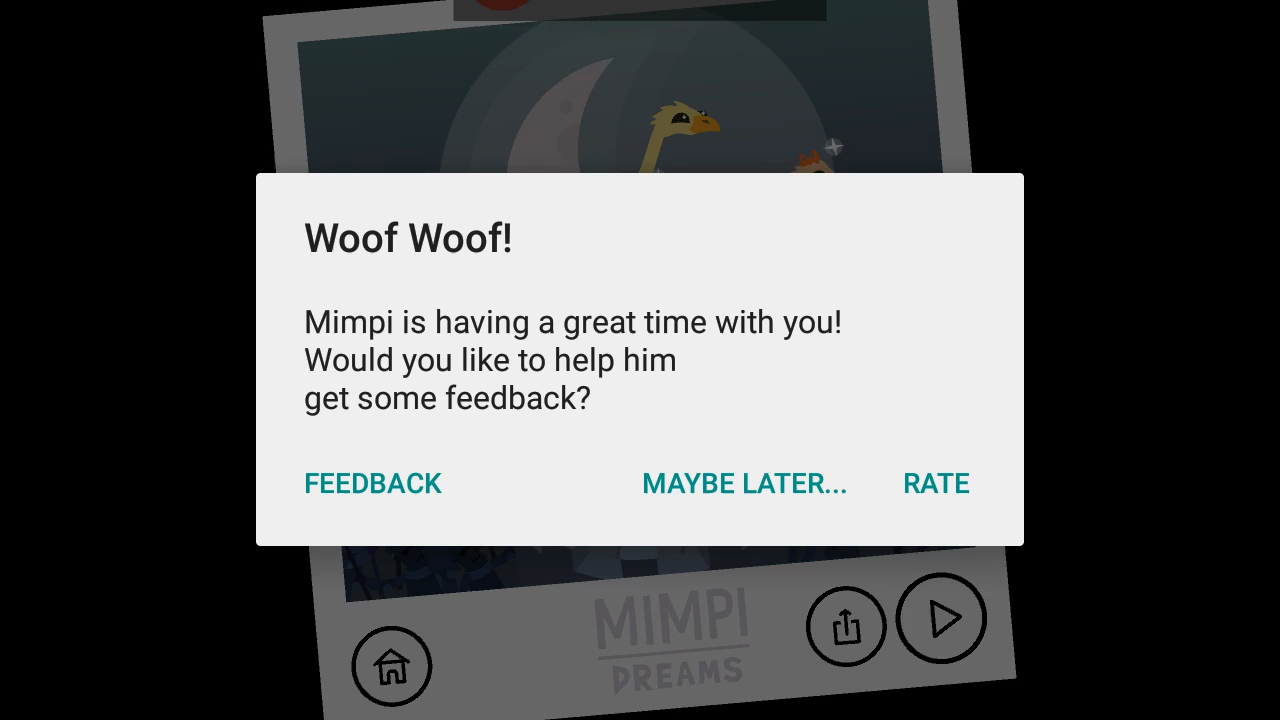 Woof Woof!
Mimpi is having a great time with you!
Would you like to help him
get some feedback?
FEEDBACK
MAYBE LATER...
RATE
MIMPI
DREAMS